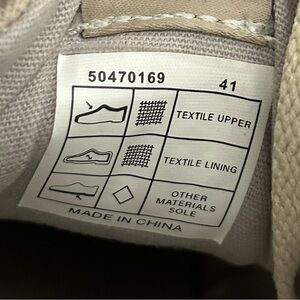 50470169 41
TEXTILE UPPER
TEXTILE LINING
OTHER
MATERIALS
SOLE
MADE IN CHINA